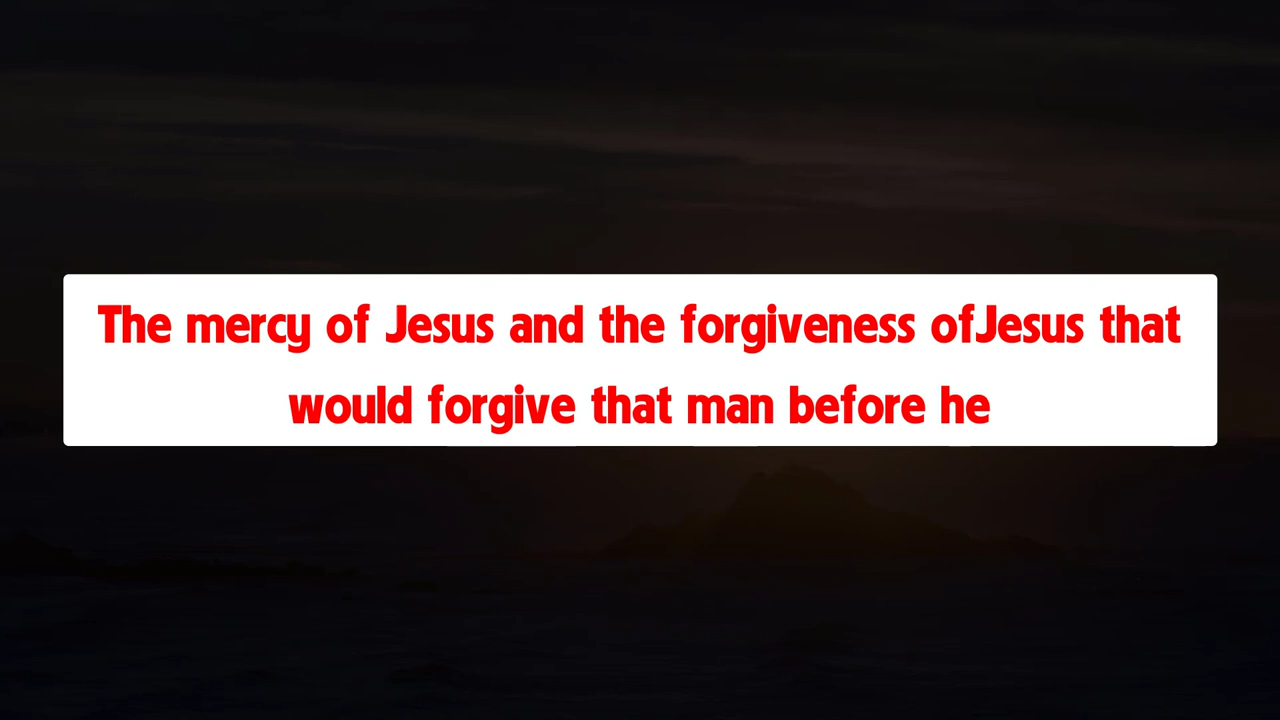 The mercy of Jesus and the forgiveness ofJesus that
would forgive that man before he